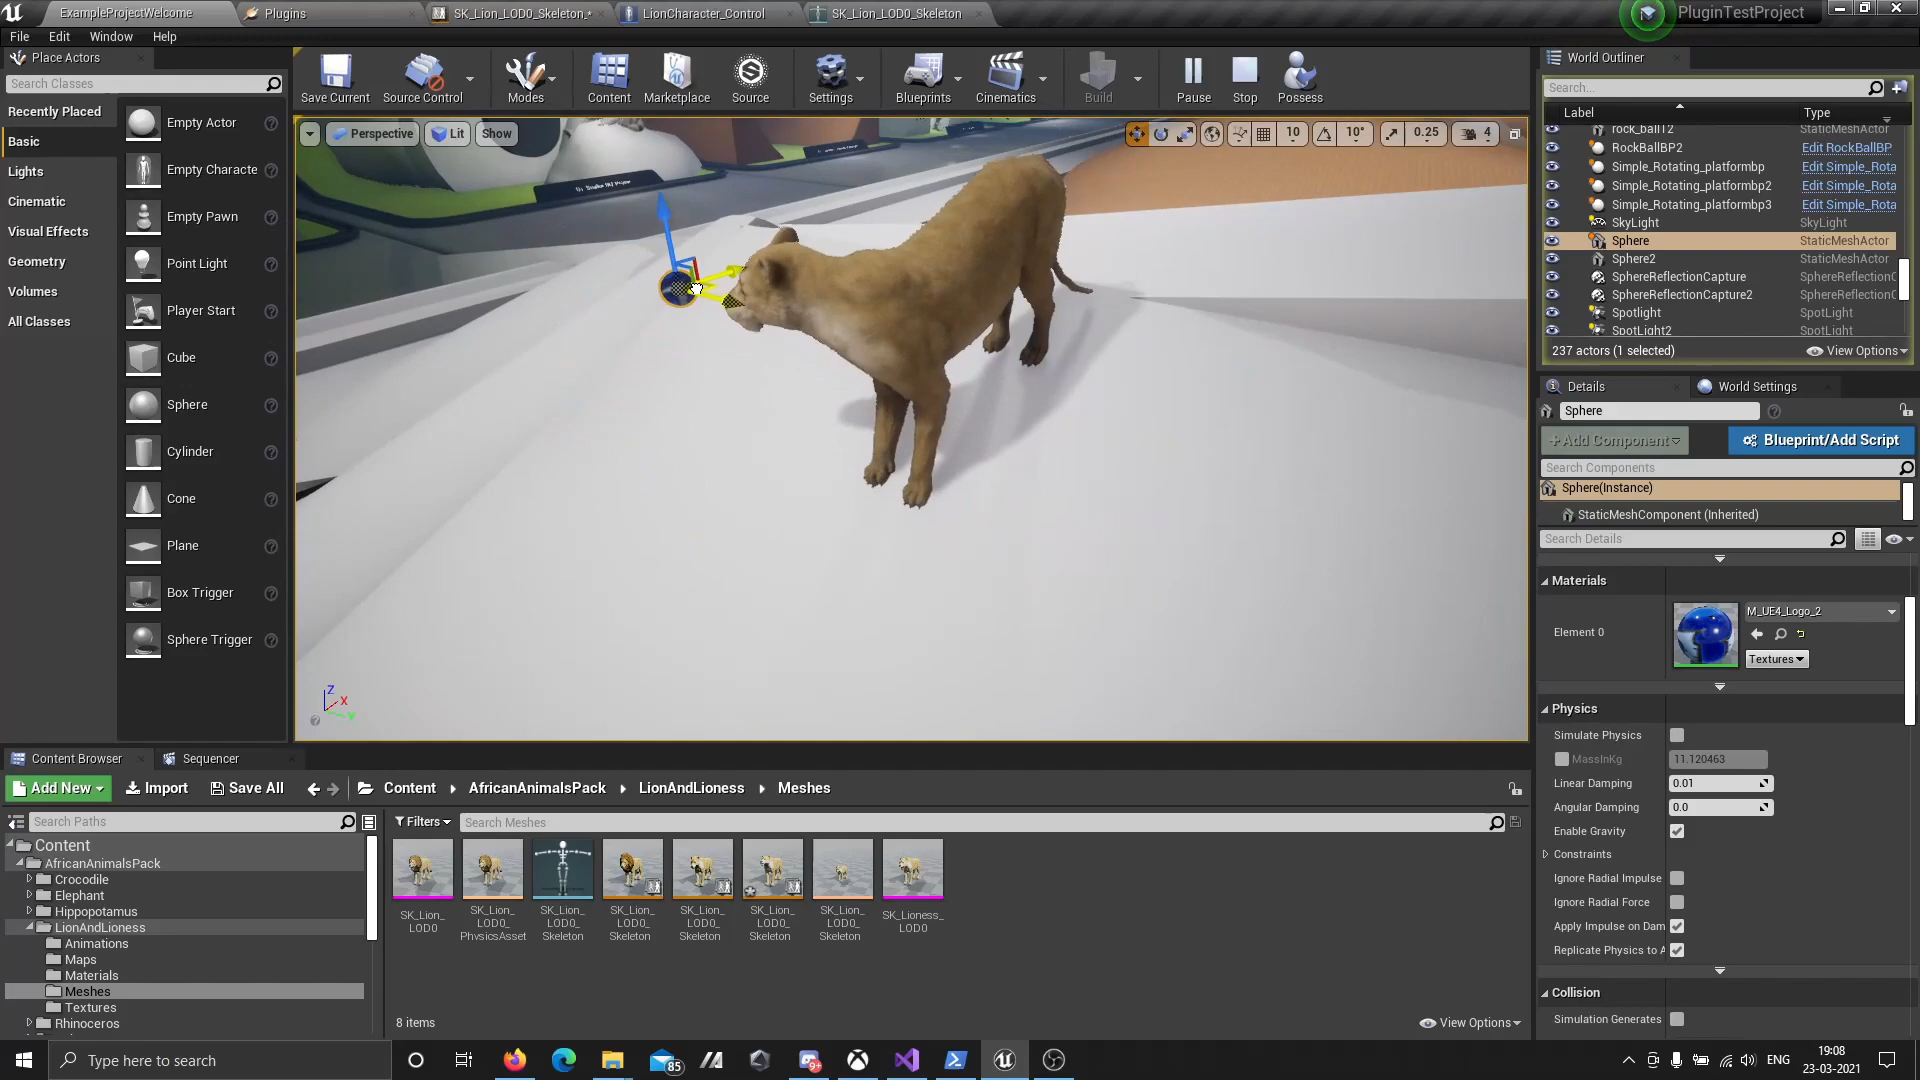 ExampleProjectWelcome
Plugins
SK_Lion_LOD0_Skeleton_*
LionCharacter_Control
SK_Lion_LOD0_Skeleton
PluginTestProject
File Edit Window Help
Place Actors
Search Classes
Recently Placed
Basic
Lights
Cinematic
Visual Effects
Geometry
Volumes
All Classes
Empty Actor
Empty Characte
Empty Pawn
Point Light
Player Start
Cube
Sphere
Cylinder
Cone
Plane
Box Trigger
Sphere Trigger
Save Current
Source Control
Modes
Content
Marketplace
Source
Settings
Blueprints
Cinematics
Build
Pause
Stop
Possess
Perspective
Lit
Show
10
10°
0.25
4
Z
X
World Outliner
Search...
Label Type
rock_ball12 StaticMeshActor
RockBallBP2 Edit RockBallBP
Simple_Rotating_platformbp Edit Simple_Rota
Simple_Rotating_platformbp2 Edit Simple_Rota
Simple_Rotating_platformbp3 Edit Simple_Rota
SkyLight SkyLight
Sphere StaticMeshActor
Sphere2 StaticMeshActor
SphereReflectionCapture SphereReflectionC
SphereReflectionCapture2 SphereReflectionC
Spotlight SpotLight
SpotLight2 SpotLight
237 actors (1 selected)
View Options
Details
World Settings
Sphere
+Add Component
Blueprint/Add Script
Search Components
Sphere(Instance)
StaticMeshComponent (Inherited)
Search Details
Materials
Element 0
M_UE4_Logo_2
Textures
Physics
Simulate Physics
MassInKg 11.120463
Linear Damping 0.01
Angular Damping 0.0
Enable Gravity
Constraints
Ignore Radial Impulse
Ignore Radial Force
Apply Impulse on Dam
Replicate Physics to A
Collision
Simulation Generates
Content Browser
Sequencer
Add New
Import
Save All
Content
AfricanAnimalsPack
LionAndLioness
Meshes
Search Paths
Filters
Search Meshes
Content
AfricanAnimalsPack
Crocodile
Elephant
Hippopotamus
LionAndLioness
Animations
Maps
Materials
Meshes
Textures
Rhinoceros
SK_Lion_
LOD0
SK_Lion_
LOD0_
PhysicsAsset
SK_Lion_
LOD0_
Skeleton
SK_Lion_
LOD0_
Skeleton
SK_Lion_
LOD0_
Skeleton
SK_Lion_
LOD0_
Skeleton
SK_Lion_
LOD0_
Skeleton
SK_Lioness_
LOD0
8 items
View Options
Type here to search
85
9+
ENG
19:08
23-03-2021